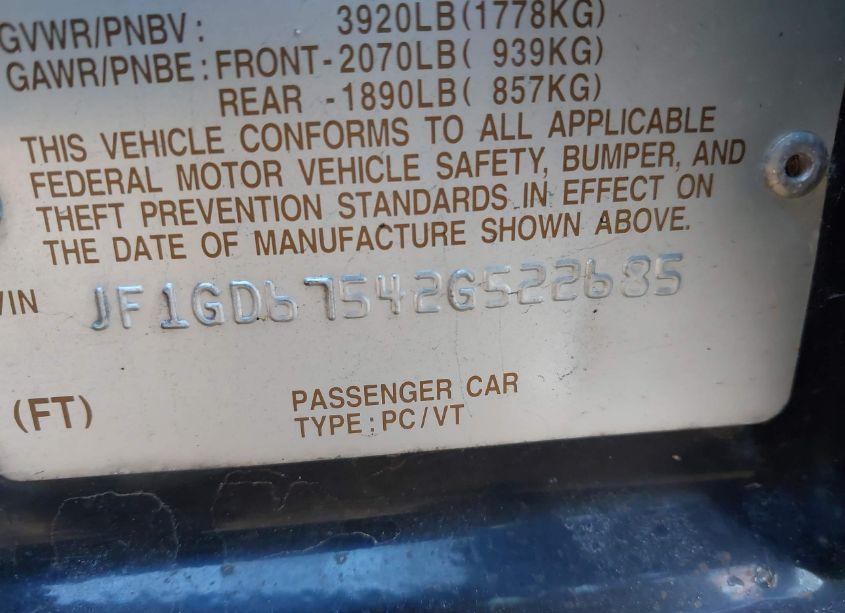 GVWR/PNBV: 3920LB(1778KG)
GAWR/PNBE: FRONT-2070LB( 939KG)
REAR -1890LB( 857KG)
THIS VEHICLE CONFORMS TO ALL APPLICABLE
FEDERAL MOTOR VEHICLE SAFETY, BUMPER, AND
THEFT PREVENTION STANDARDS IN EFFECT ON
THE DATE OF MANUFACTURE SHOWN ABOVE.
VIN JF1GD67542G522685
(FT) PASSENGER CAR
TYPE: PC/VT